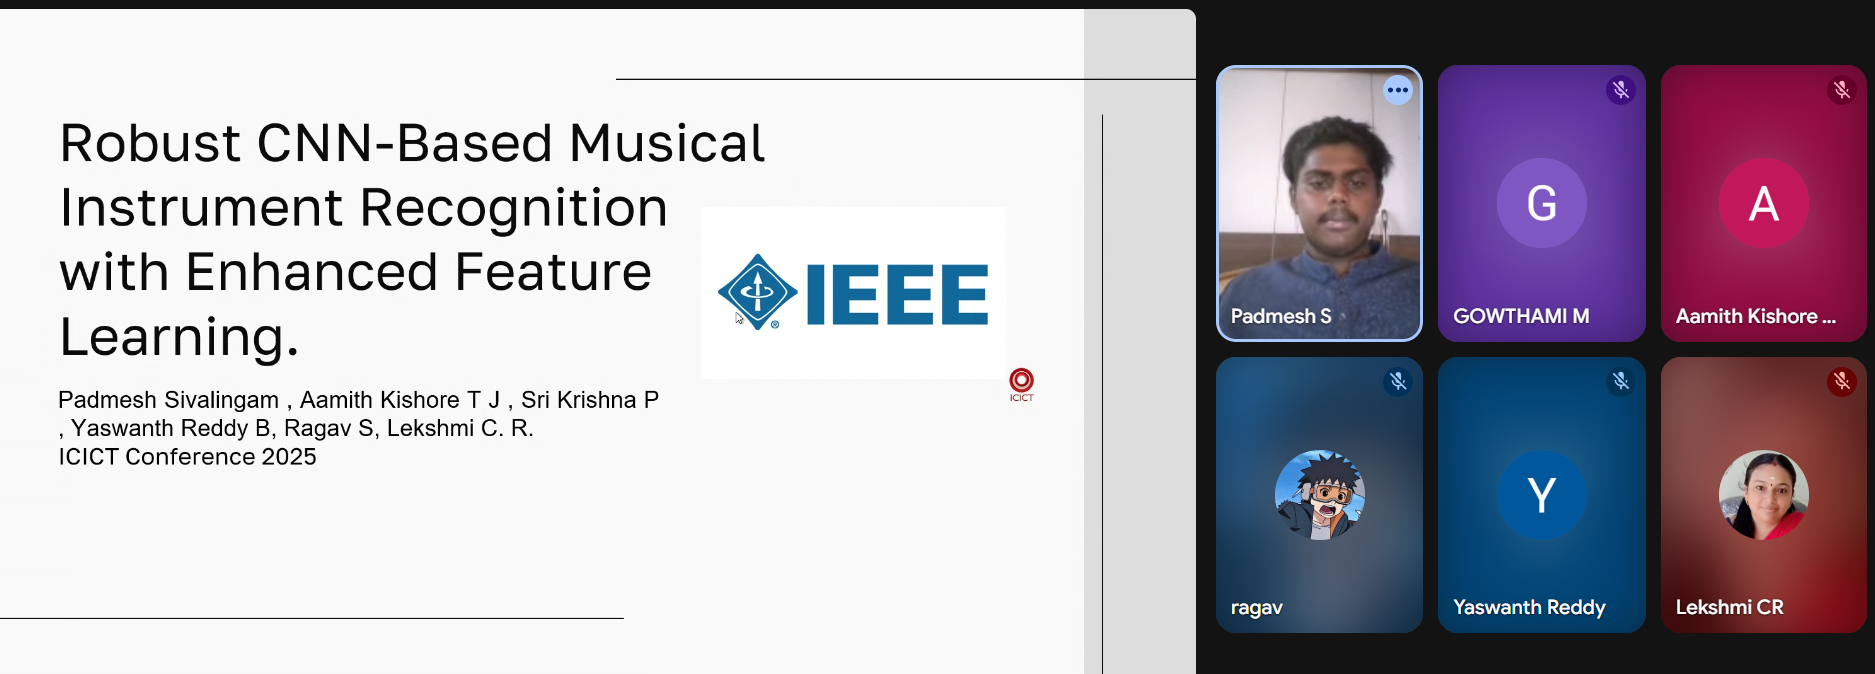 Robust CNN-Based Musical
Instrument Recognition
with Enhanced Feature
Learning.
IEEE
®
ICICT
Padmesh Sivalingam , Aamith Kishore T J , Sri Krishna P
, Yaswanth Reddy B, Ragav S, Lekshmi C. R.
ICICT Conference 2025
Padmesh S
G
GOWTHAMI M
A
Aamith Kishore ...
ragav
Y
Yaswanth Reddy
Lekshmi CR